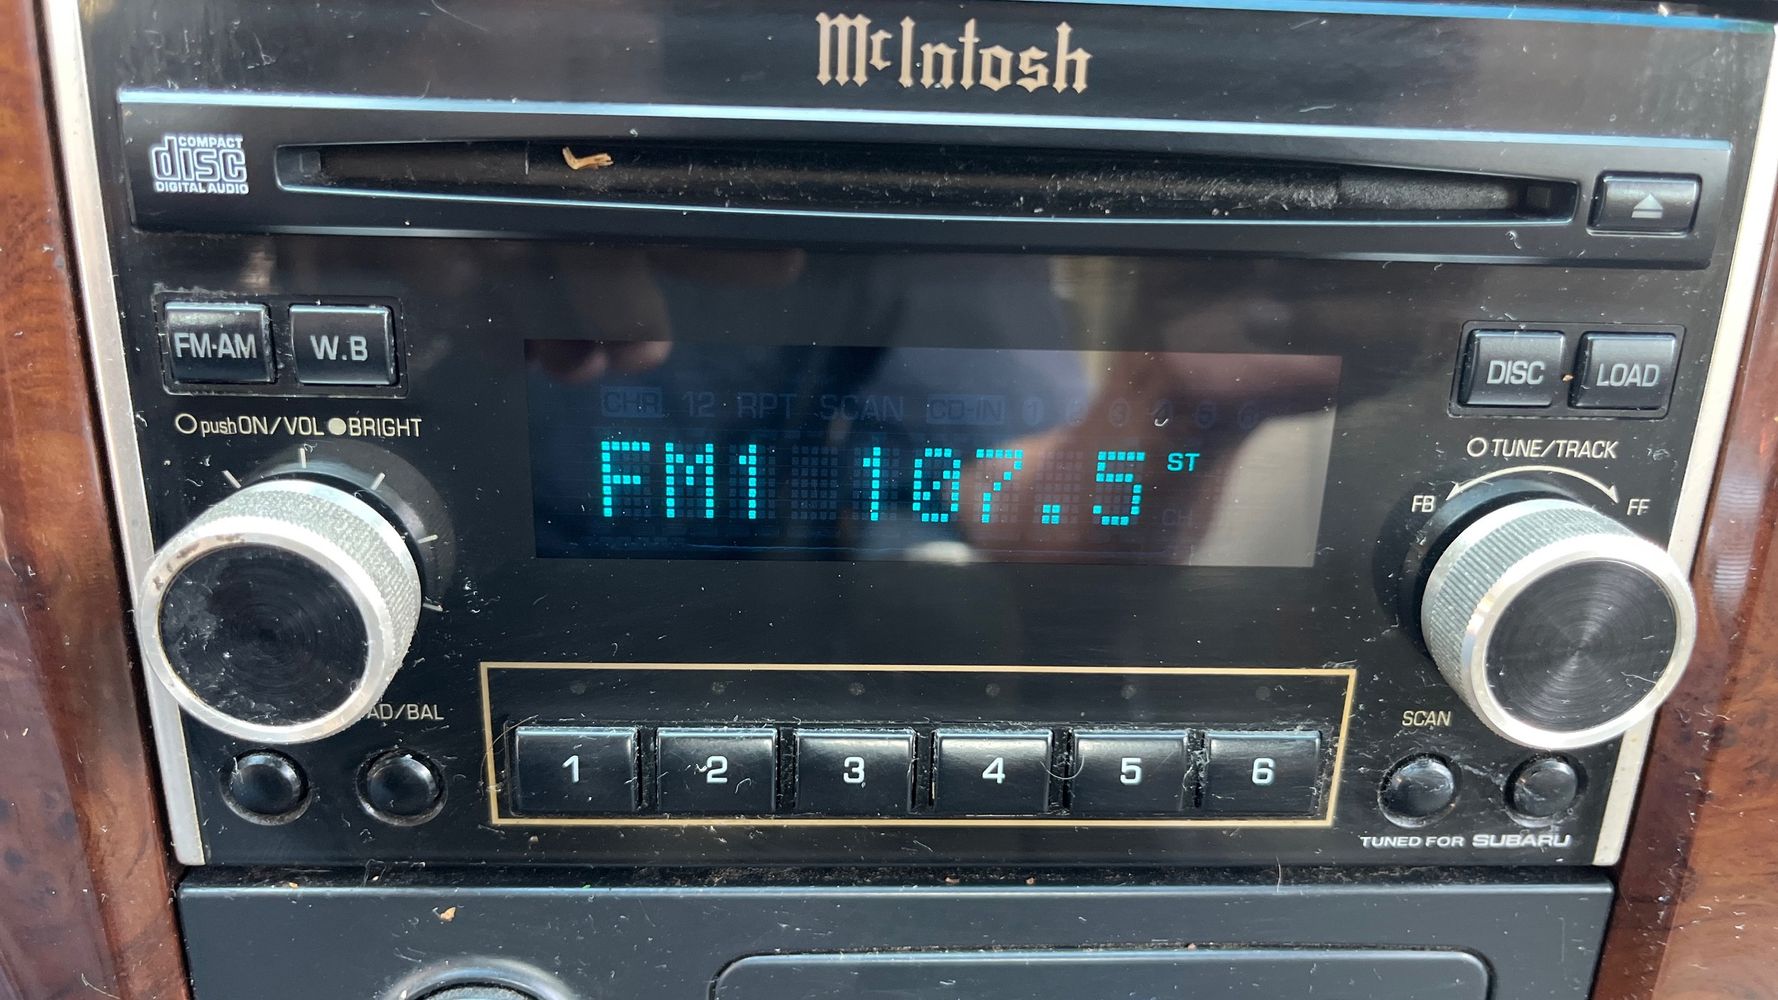 McIntosh
COMPACT
disc
DIGITAL AUDIO
FM·AM W.B
DISC LOAD
push ON/VOL BRIGHT
CHR 12 RPT SCAN CD-IN 1 2 3 4 5 6
TUNE/TRACK
FM1 107.5 ST
FB FF
CH
AD/BAL
SCAN
1 2 3 4 5 6
TUNED FOR SUBARU